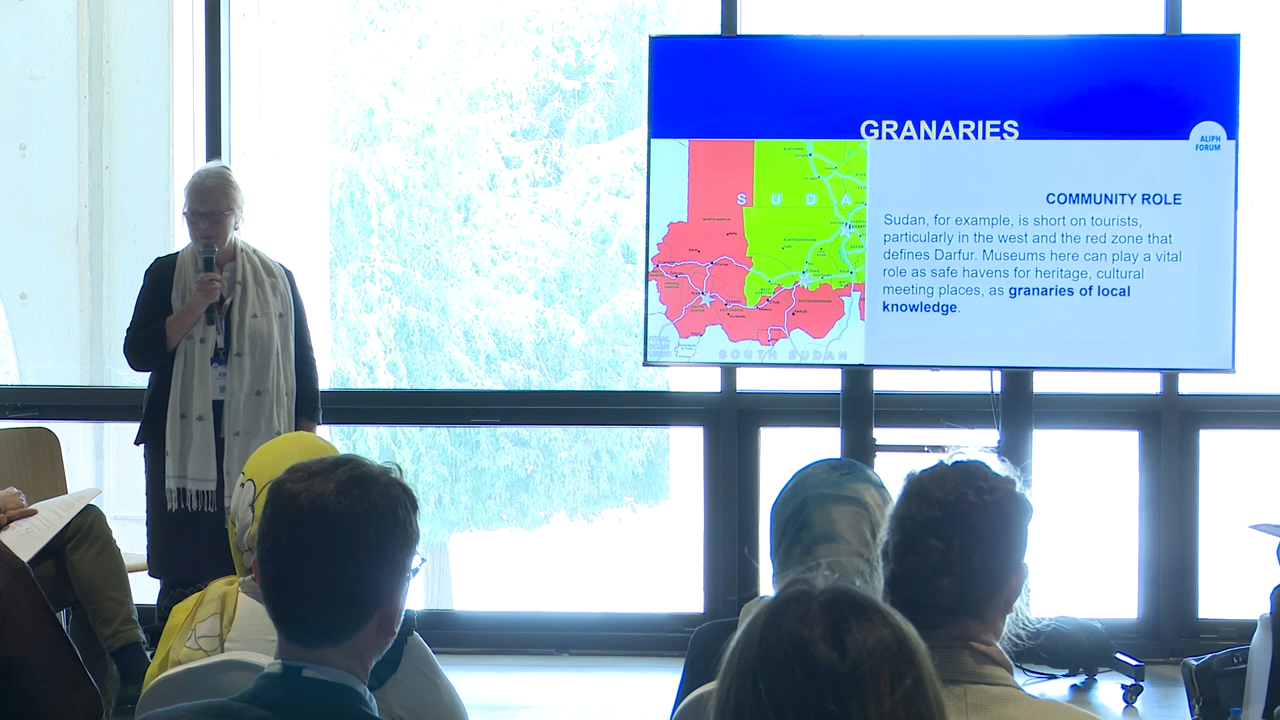 GRANARIES
ALIPH
FORUM
COMMUNITY ROLE
Sudan, for example, is short on tourists,
particularly in the west and the red zone that
defines Darfur. Museums here can play a vital
role as safe havens for heritage, cultural
meeting places, as granaries of local
knowledge.
S U D A
SOUTH SUDAN